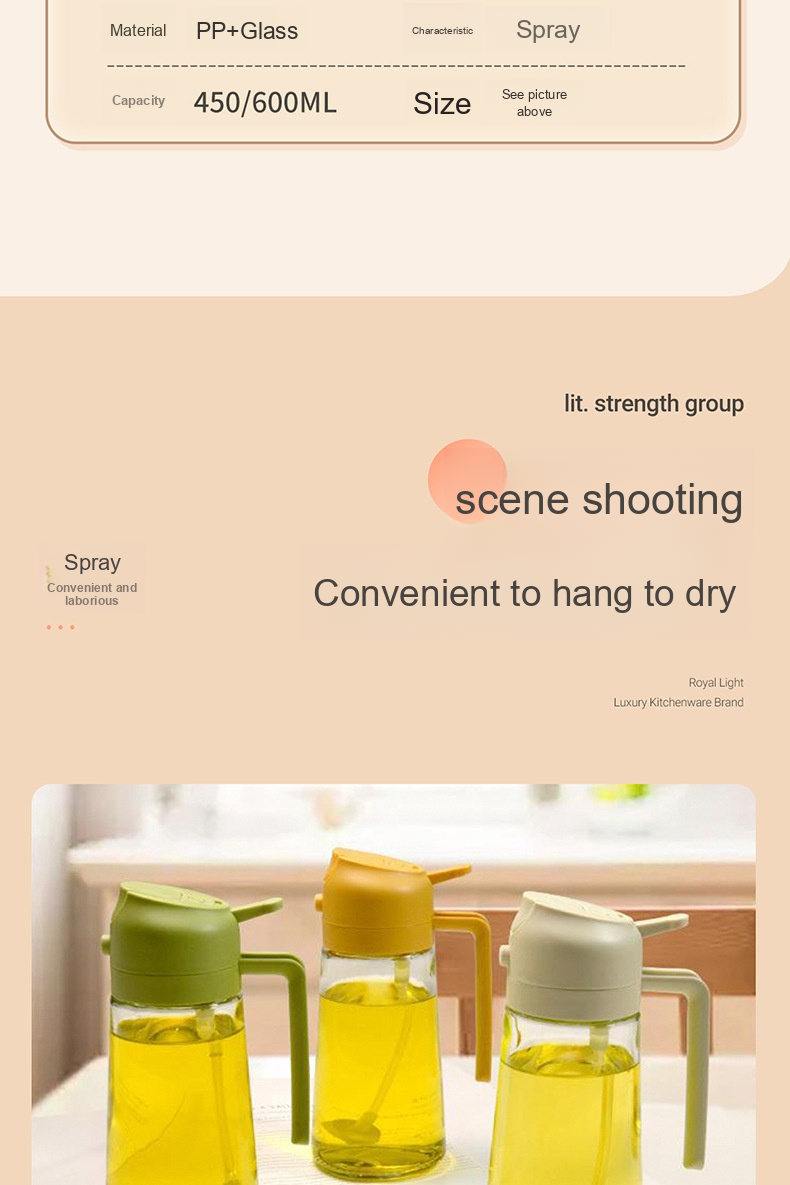 Material PP+Glass Characteristic Spray
Capacity 450/600ML Size See picture
above
lit. strength group
scene shooting
Spray
Convenient and
laborious
Convenient to hang to dry
Royal Light
Luxury Kitchenware Brand